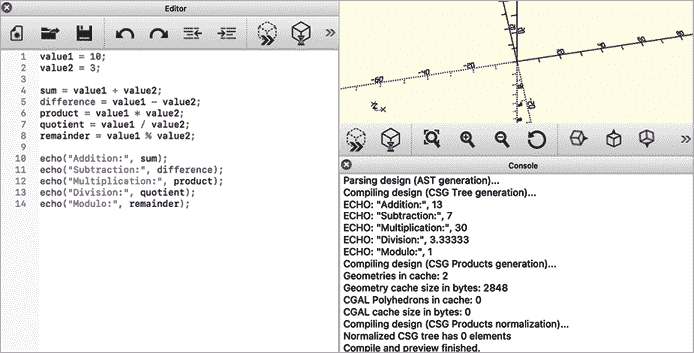 Editor
1 value1 = 10;
2 value2 = 3;
3
4 sum = value1 + value2;
5 difference = value1 - value2;
6 product = value1 * value2;
7 quotient = value1 / value2;
8 remainder = value1 % value2;
9
10 echo("Addition:", sum);
11 echo("Subtraction:", difference);
12 echo("Multiplication:", product);
13 echo("Division:", quotient);
14 echo("Modulo:", remainder);
Console
Parsing design (AST generation)...
Compiling design (CSG Tree generation)...
ECHO: "Addition:", 13
ECHO: "Subtraction:", 7
ECHO: "Multiplication:", 30
ECHO: "Division:", 3.33333
ECHO: "Modulo:", 1
Compiling design (CSG Products generation)...
Geometries in cache: 2
Geometry cache size in bytes: 2848
CGAL Polyhedrons in cache: 0
CGAL cache size in bytes: 0
Compiling design (CSG Products normalization)...
Normalized CSG tree has 0 elements
Compile and preview finished.